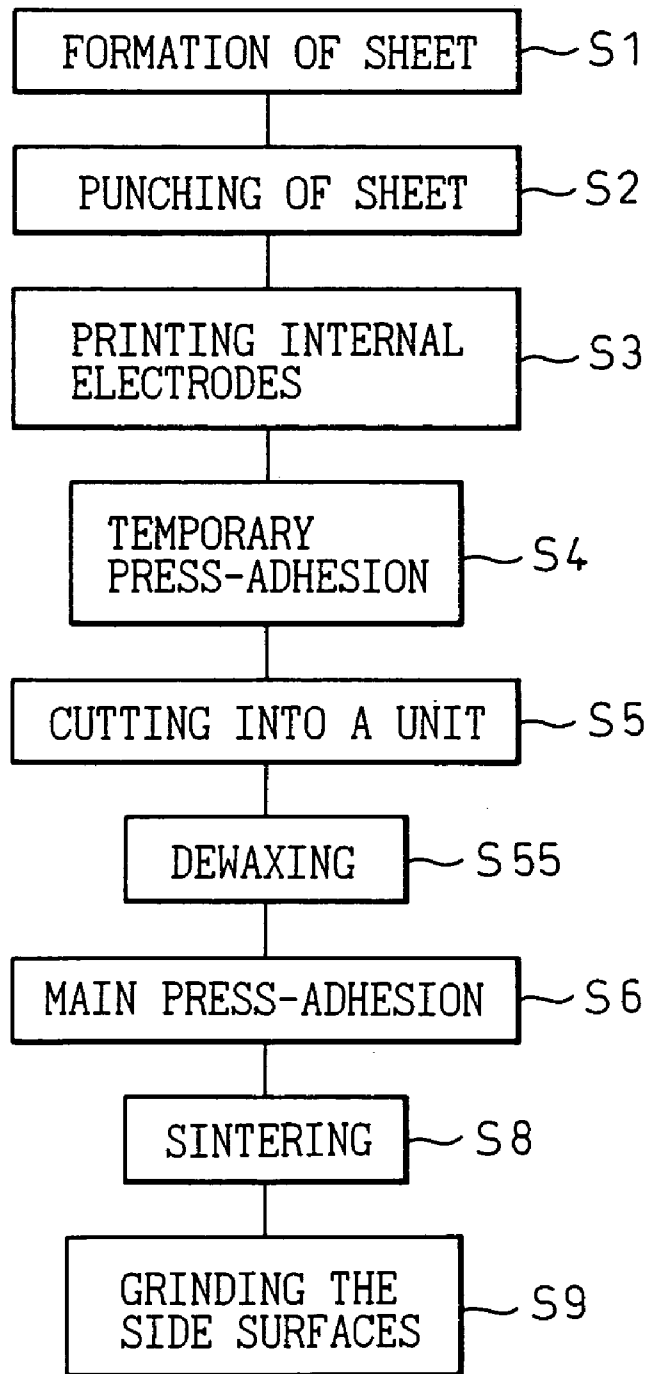 FORMATION OF SHEET S1
PUNCHING OF SHEET S2
PRINTING INTERNAL
ELECTRODES S3
TEMPORARY
PRESS-ADHESION S4
CUTTING INTO A UNIT S5
DEWAXING S55
MAIN PRESS-ADHESION S6
SINTERING S8
GRINDING THE
SIDE SURFACES S9